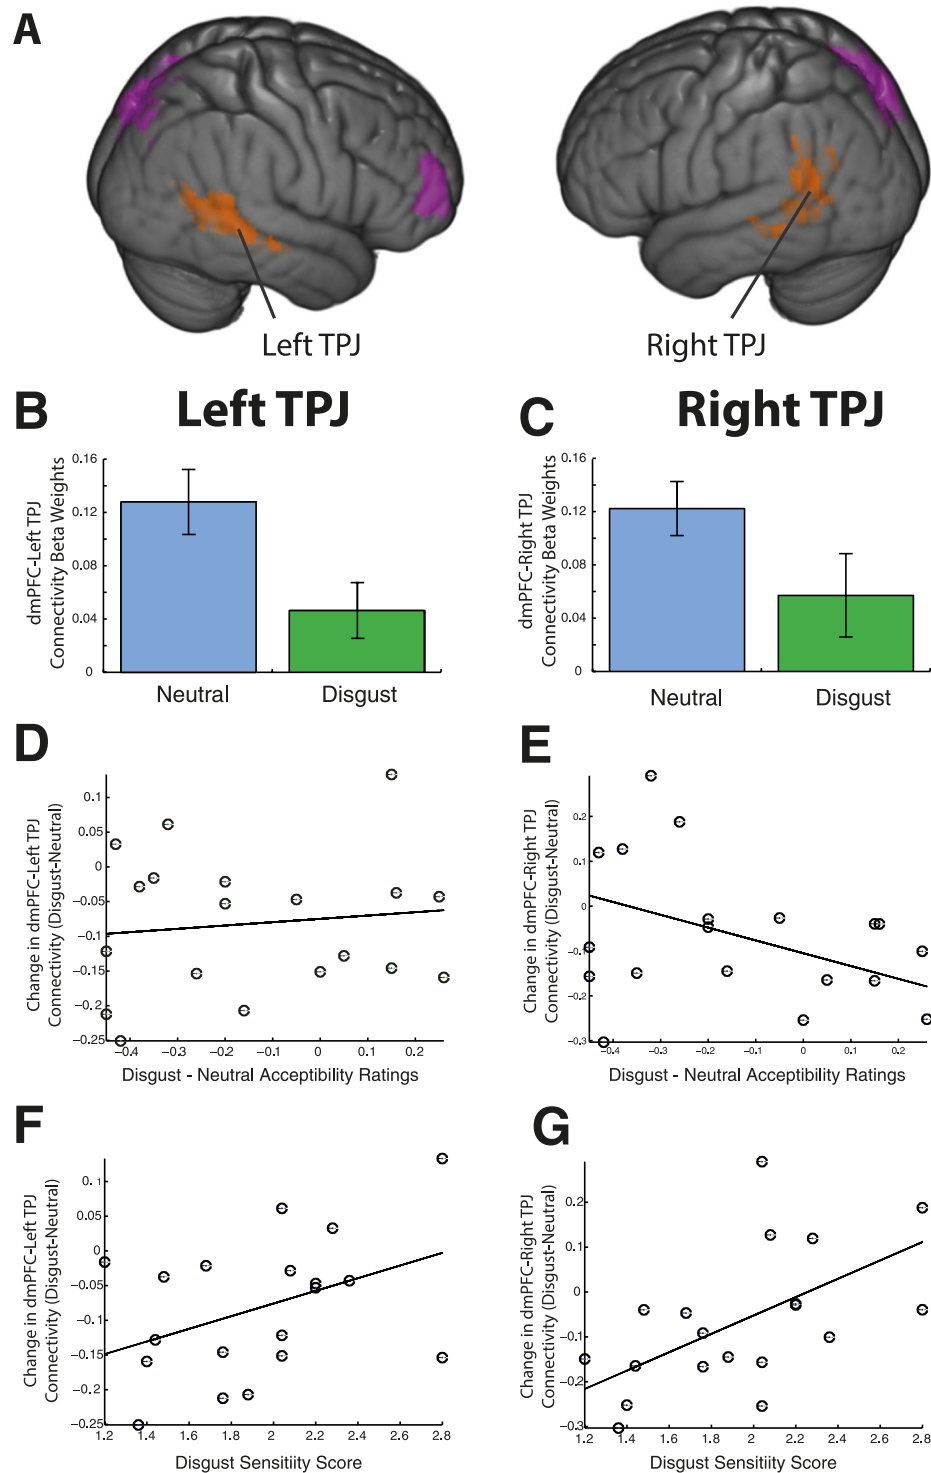 A
Left TPJ
Right TPJ
B
Left TPJ
C
Right TPJ
dmPFC-Left TPJ
Connectivity Beta Weights
0.16
0.12
0.08
0.04
0
Neutral
Disgust
dmPFC-Right TPJ
Connectivity Beta Weights
0.16
0.12
0.08
0.04
0
Neutral
Disgust
D
Change in dmPFC-Left TPJ
Connectivity (Disgust-Neutral)
0.1
0.05
0
−0.05
−0.1
−0.15
−0.2
−0.25
−0.4 −0.3 −0.2 −0.1 0 0.1 0.2
Disgust - Neutral Acceptibility Ratings
E
Change in dmPFC-Right TPJ
Connectivity (Disgust-Neutral)
0.2
0.1
0
−0.1
−0.2
−0.3
−0.4 −0.3 −0.2 −0.1 0 0.1 0.2
Disgust - Neutral Acceptibility Ratings
F
Change in dmPFC-Left TPJ
Connectivity (Disgust-Neutral)
0.1
0.05
0
−0.05
−0.1
−0.15
−0.2
−0.25
1.2 1.4 1.6 1.8 2 2.2 2.4 2.6 2.8
Disgust Sensitiity Score
G
Change in dmPFC-Right TPJ
Connectivity (Disgust-Neutral)
0.2
0.1
0
−0.1
−0.2
−0.3
1.2 1.4 1.6 1.8 2 2.2 2.4 2.6 2.8
Disgust Sensitiity Score